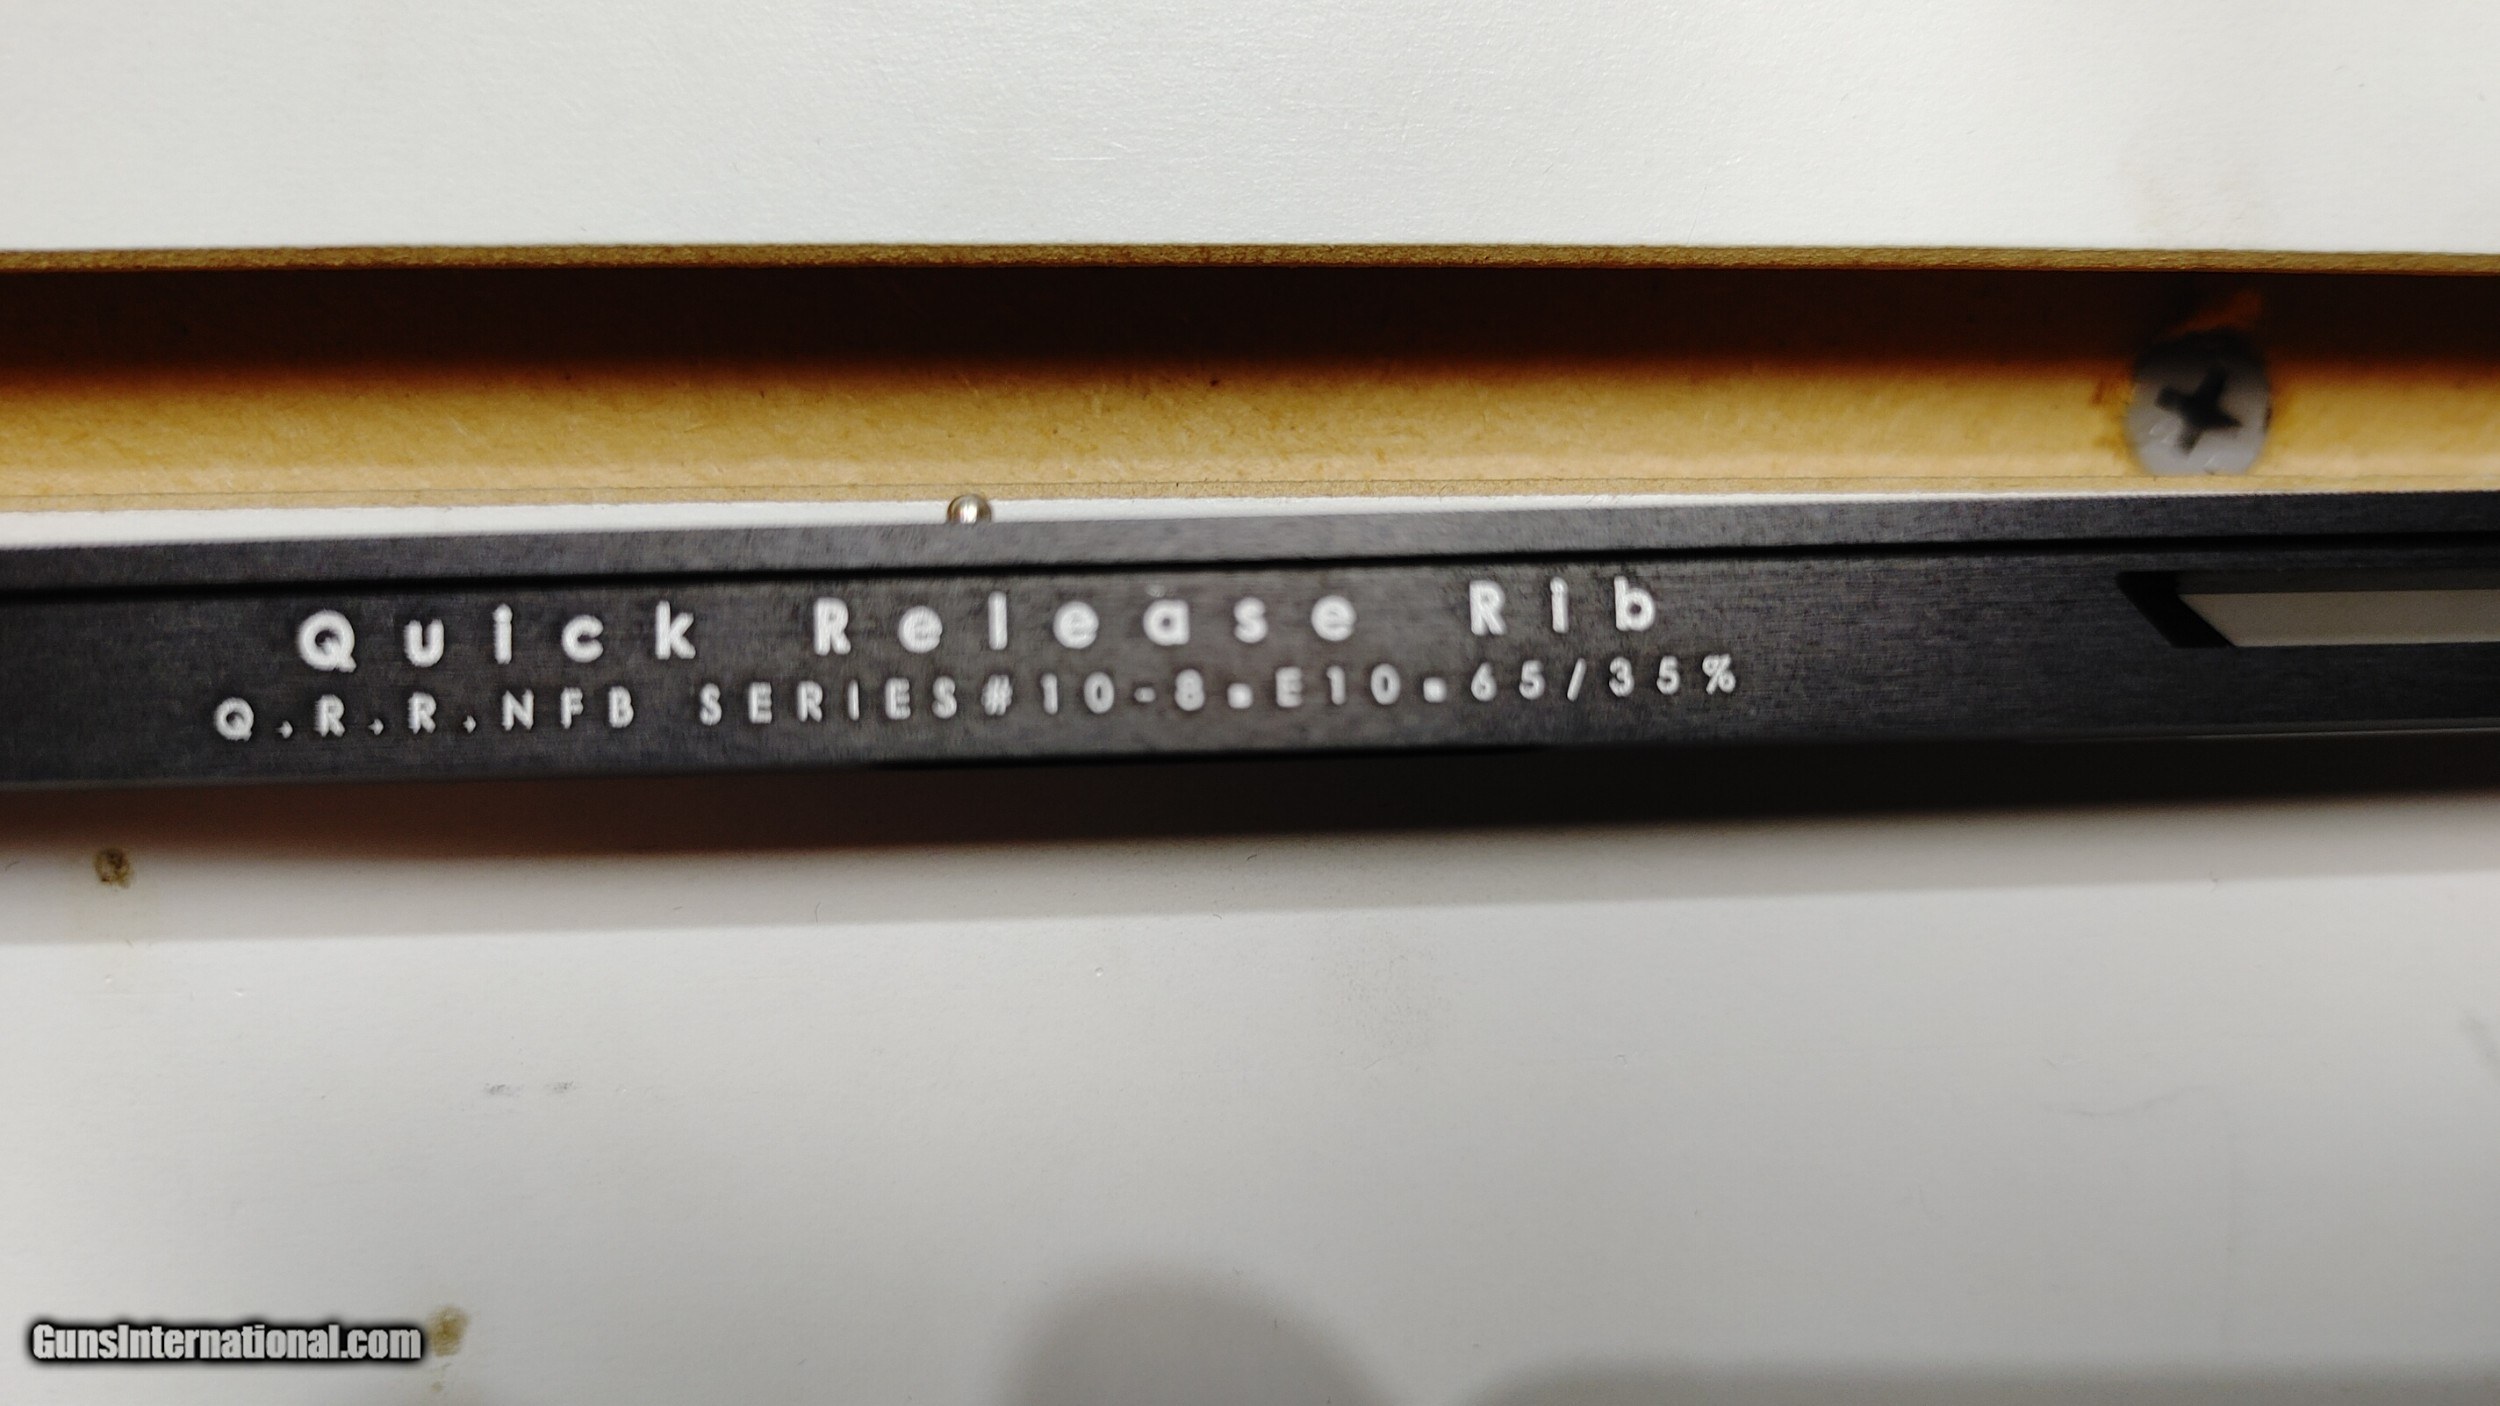 Quick Release Rib
Q.R.R.NFB SERIES#10-8.E10.65/35%
GunsInternational.com